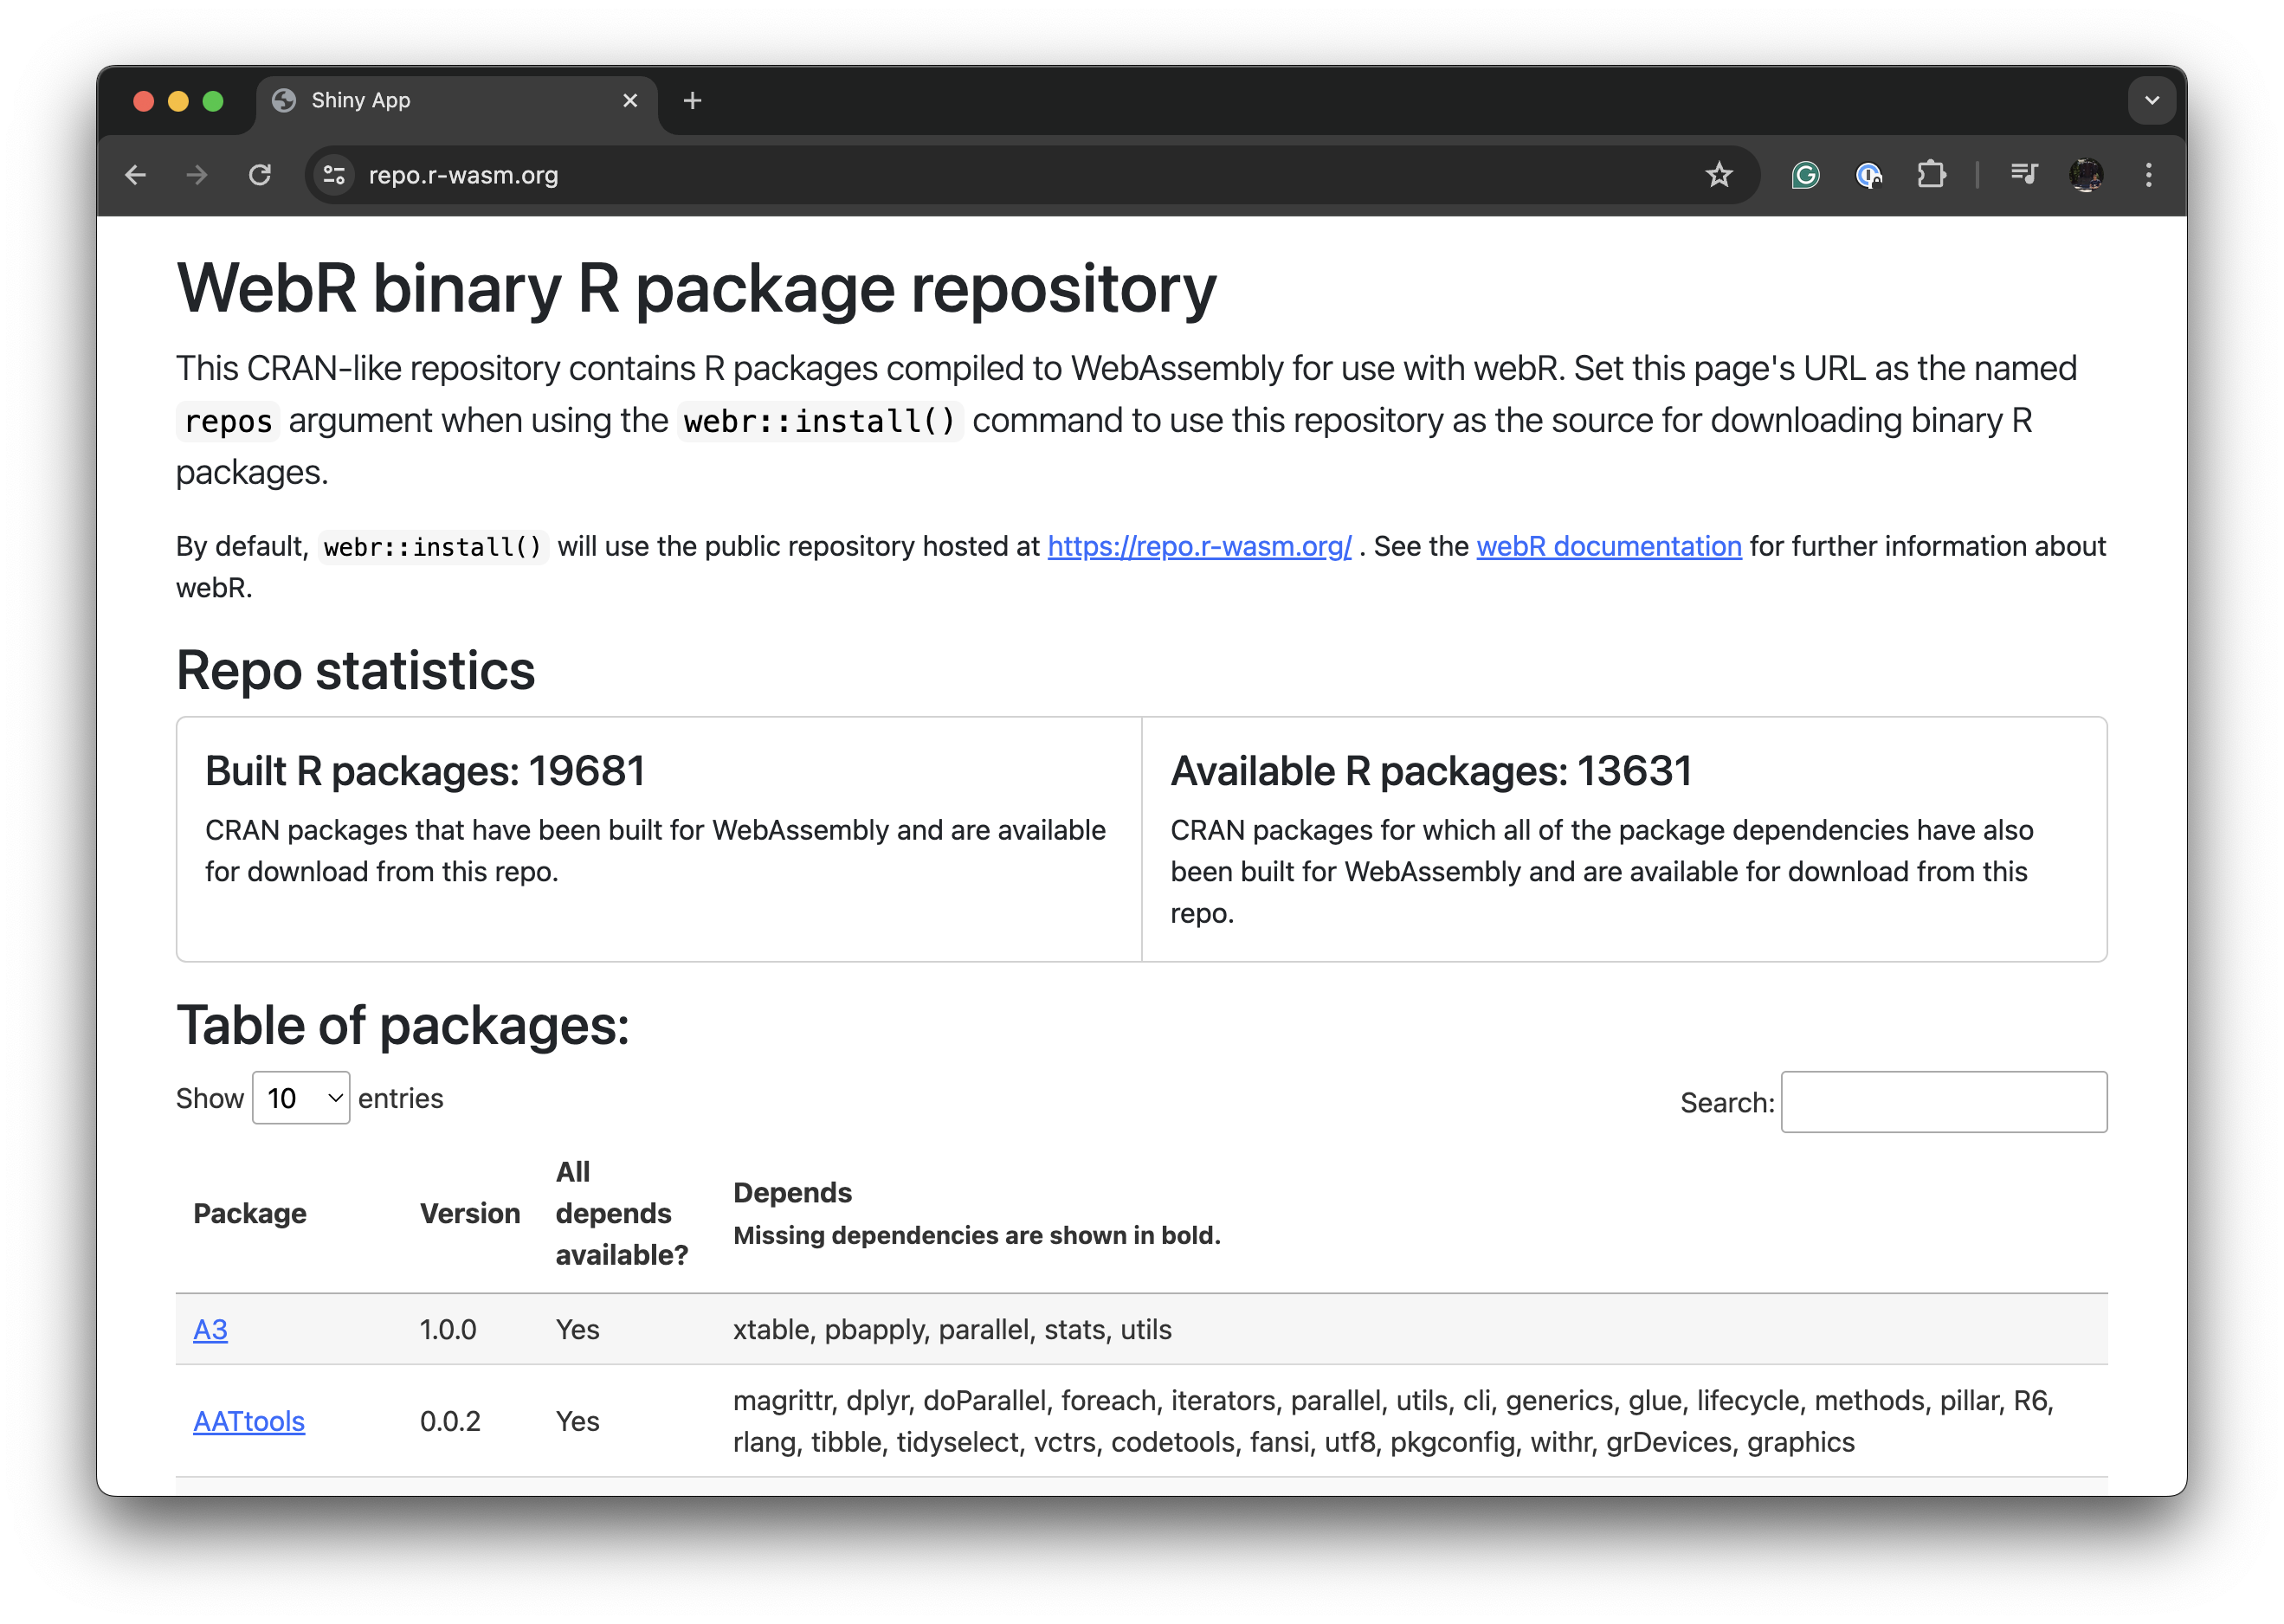 Shiny App
repo.r-wasm.org
WebR binary R package repository
This CRAN-like repository contains R packages compiled to WebAssembly for use with webR. Set this page's URL as the named
repos argument when using the webr::install() command to use this repository as the source for downloading binary R
packages.
By default, webr::install() will use the public repository hosted at https://repo.r-wasm.org/ . See the webR documentation for further information about
webR.
Repo statistics
Built R packages: 19681
CRAN packages that have been built for WebAssembly and are available
for download from this repo.
Available R packages: 13631
CRAN packages for which all of the package dependencies have also
been built for WebAssembly and are available for download from this
repo.
Table of packages:
Show 10 entries
Search:
Package
Version
All
depends
available?
Depends
Missing dependencies are shown in bold.
A3 1.0.0 Yes xtable, pbapply, parallel, stats, utils
AATtools 0.0.2 Yes
magrittr, dplyr, doParallel, foreach, iterators, parallel, utils, cli, generics, glue, lifecycle, methods, pillar, R6,
rlang, tibble, tidyselect, vctrs, codetools, fansi, utf8, pkgconfig, withr, grDevices, graphics